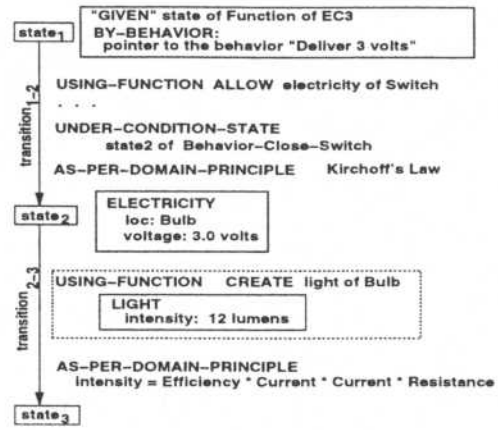 "GIVEN" state of Function of EC3
state1
BY-BEHAVIOR:
pointer to the behavior "Deliver 3 volts"
transition1-2
USING-FUNCTION ALLOW electricity of Switch
. . .
UNDER-CONDITION-STATE
state2 of Behavior-Close-Switch
AS-PER-DOMAIN-PRINCIPLE Kirchoff's Law
state2
ELECTRICITY
loc: Bulb
voltage: 3.0 volts
transition2-3
USING-FUNCTION CREATE light of Bulb
LIGHT
intensity: 12 lumens
AS-PER-DOMAIN-PRINCIPLE
intensity = Efficiency * Current * Current * Resistance
state3